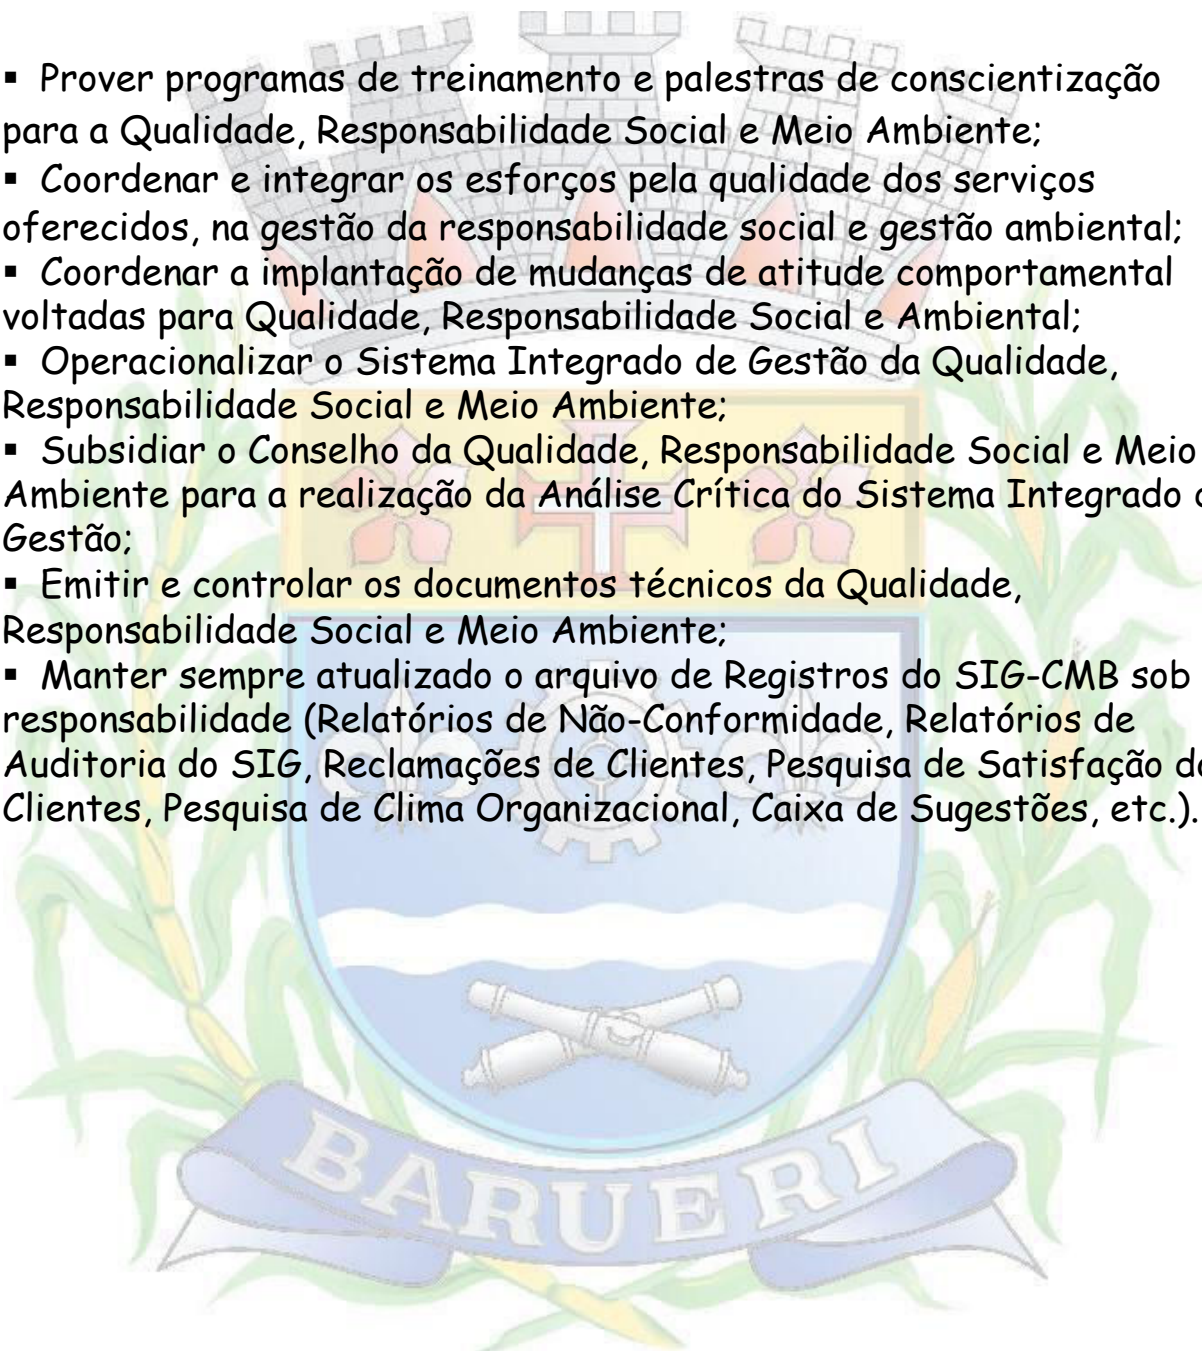 ▪ Prover programas de treinamento e palestras de conscientização
para a Qualidade, Responsabilidade Social e Meio Ambiente;
▪ Coordenar e integrar os esforços pela qualidade dos serviços
oferecidos, na gestão da responsabilidade social e gestão ambiental;
▪ Coordenar a implantação de mudanças de atitude comportamental
voltadas para Qualidade, Responsabilidade Social e Ambiental;
▪ Operacionalizar o Sistema Integrado de Gestão da Qualidade,
Responsabilidade Social e Meio Ambiente;
▪ Subsidiar o Conselho da Qualidade, Responsabilidade Social e Meio
Ambiente para a realização da Análise Crítica do Sistema Integrado
Gestão;
▪ Emitir e controlar os documentos técnicos da Qualidade,
Responsabilidade Social e Meio Ambiente;
▪ Manter sempre atualizado o arquivo de Registros do SIG-CMB sob
responsabilidade (Relatórios de Não-Conformidade, Relatórios de
Auditoria do SIG, Reclamações de Clientes, Pesquisa de Satisfação
Clientes, Pesquisa de Clima Organizacional, Caixa de Sugestões, etc.).
BARUERI